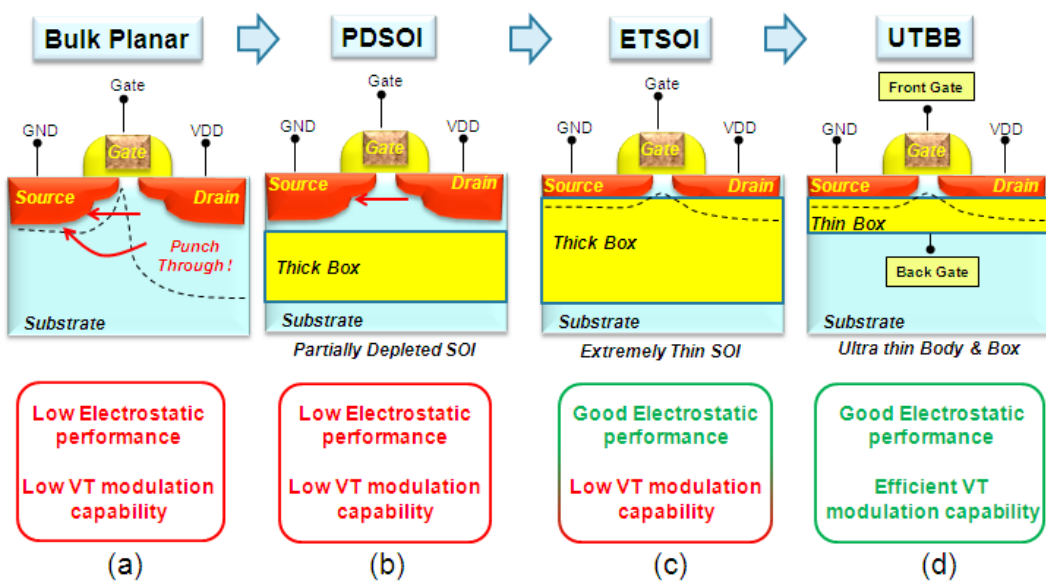 Bulk Planar
PDSOI
ETSOI
UTBB
Gate
GND
VDD
Gate
Source
Drain
Punch
Through !
Substrate
Gate
GND
VDD
Gate
Source
Drain
Thick Box
Substrate
Partially Depleted SOI
Gate
GND
VDD
Gate
Source
Drain
Thick Box
Substrate
Extremely Thin SOI
Front Gate
GND
VDD
Gate
Source
Drain
Thin Box
Back Gate
Substrate
Ultra thin Body & Box
Low Electrostatic
performance
Low VT modulation
capability
Low Electrostatic
performance
Low VT modulation
capability
Good Electrostatic
performance
Low VT modulation
capability
Good Electrostatic
performance
Efficient VT
modulation capability
(a)
(b)
(c)
(d)